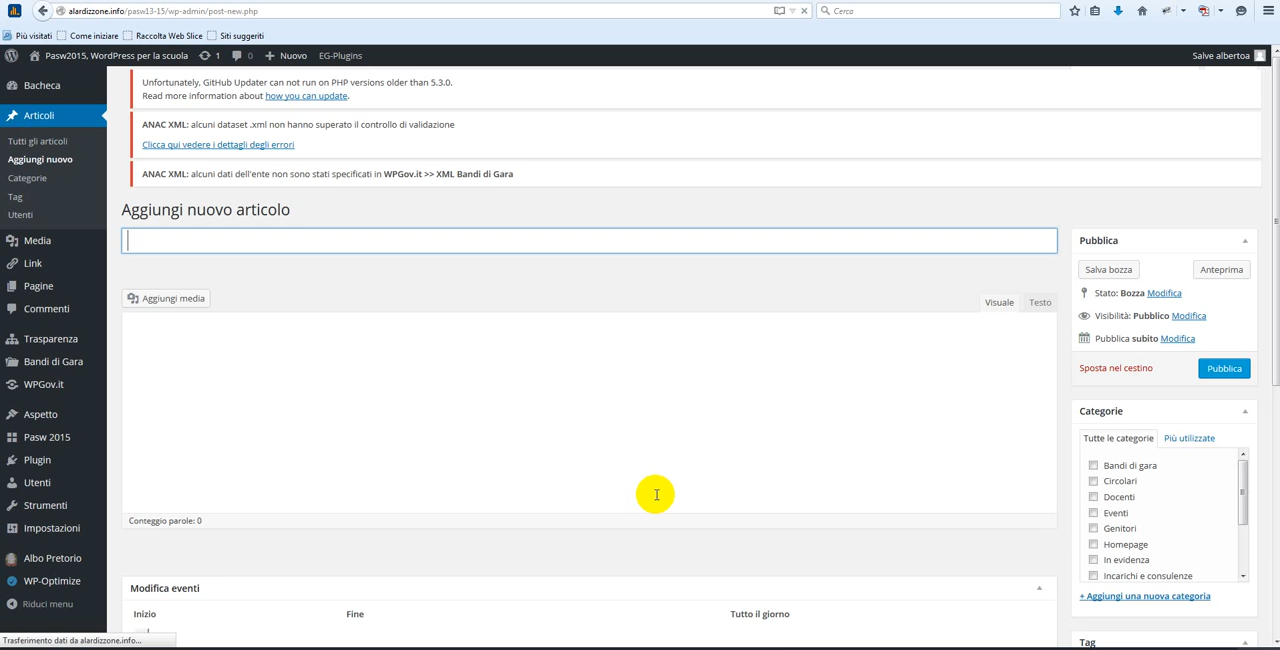 alardizzone.info/pasw13-15/wp-admin/post-new.php
Cerca
Più visitati
Come iniziare
Raccolta Web Slice
Siti suggeriti
Pasw2015, WordPress per la scuola
1
0
Nuovo
EG-Plugins
Salve albertoa
Bacheca
Articoli
Tutti gli articoli
Aggiungi nuovo
Categorie
Tag
Utenti
Media
Link
Pagine
Commenti
Trasparenza
Bandi di Gara
WPGov.it
Aspetto
Pasw 2015
Plugin
Utenti
Strumenti
Impostazioni
Albo Pretorio
WP-Optimize
Riduci menu
Trasferimento dati da alardizzone.info...
Unfortunately, GitHub Updater can not run on PHP versions older than 5.3.0.
Read more information about how you can update.
ANAC XML: alcuni dataset .xml non hanno superato il controllo di validazione
Clicca qui vedere i dettagli degli errori
ANAC XML: alcuni dati dell'ente non sono stati specificati in WPGov.it >> XML Bandi di Gara
Aggiungi nuovo articolo
Aggiungi media
Visuale
Testo
Conteggio parole: 0
Modifica eventi
Inizio
Fine
Tutto il giorno
Pubblica
Salva bozza
Anteprima
Stato: Bozza Modifica
Visibilità: Pubblico Modifica
Pubblica subito Modifica
Sposta nel cestino
Pubblica
Categorie
Tutte le categorie
Più utilizzate
Bandi di gara
Circolari
Docenti
Eventi
Genitori
Homepage
In evidenza
Incarichi e consulenze
+ Aggiungi una nuova categoria
Tag